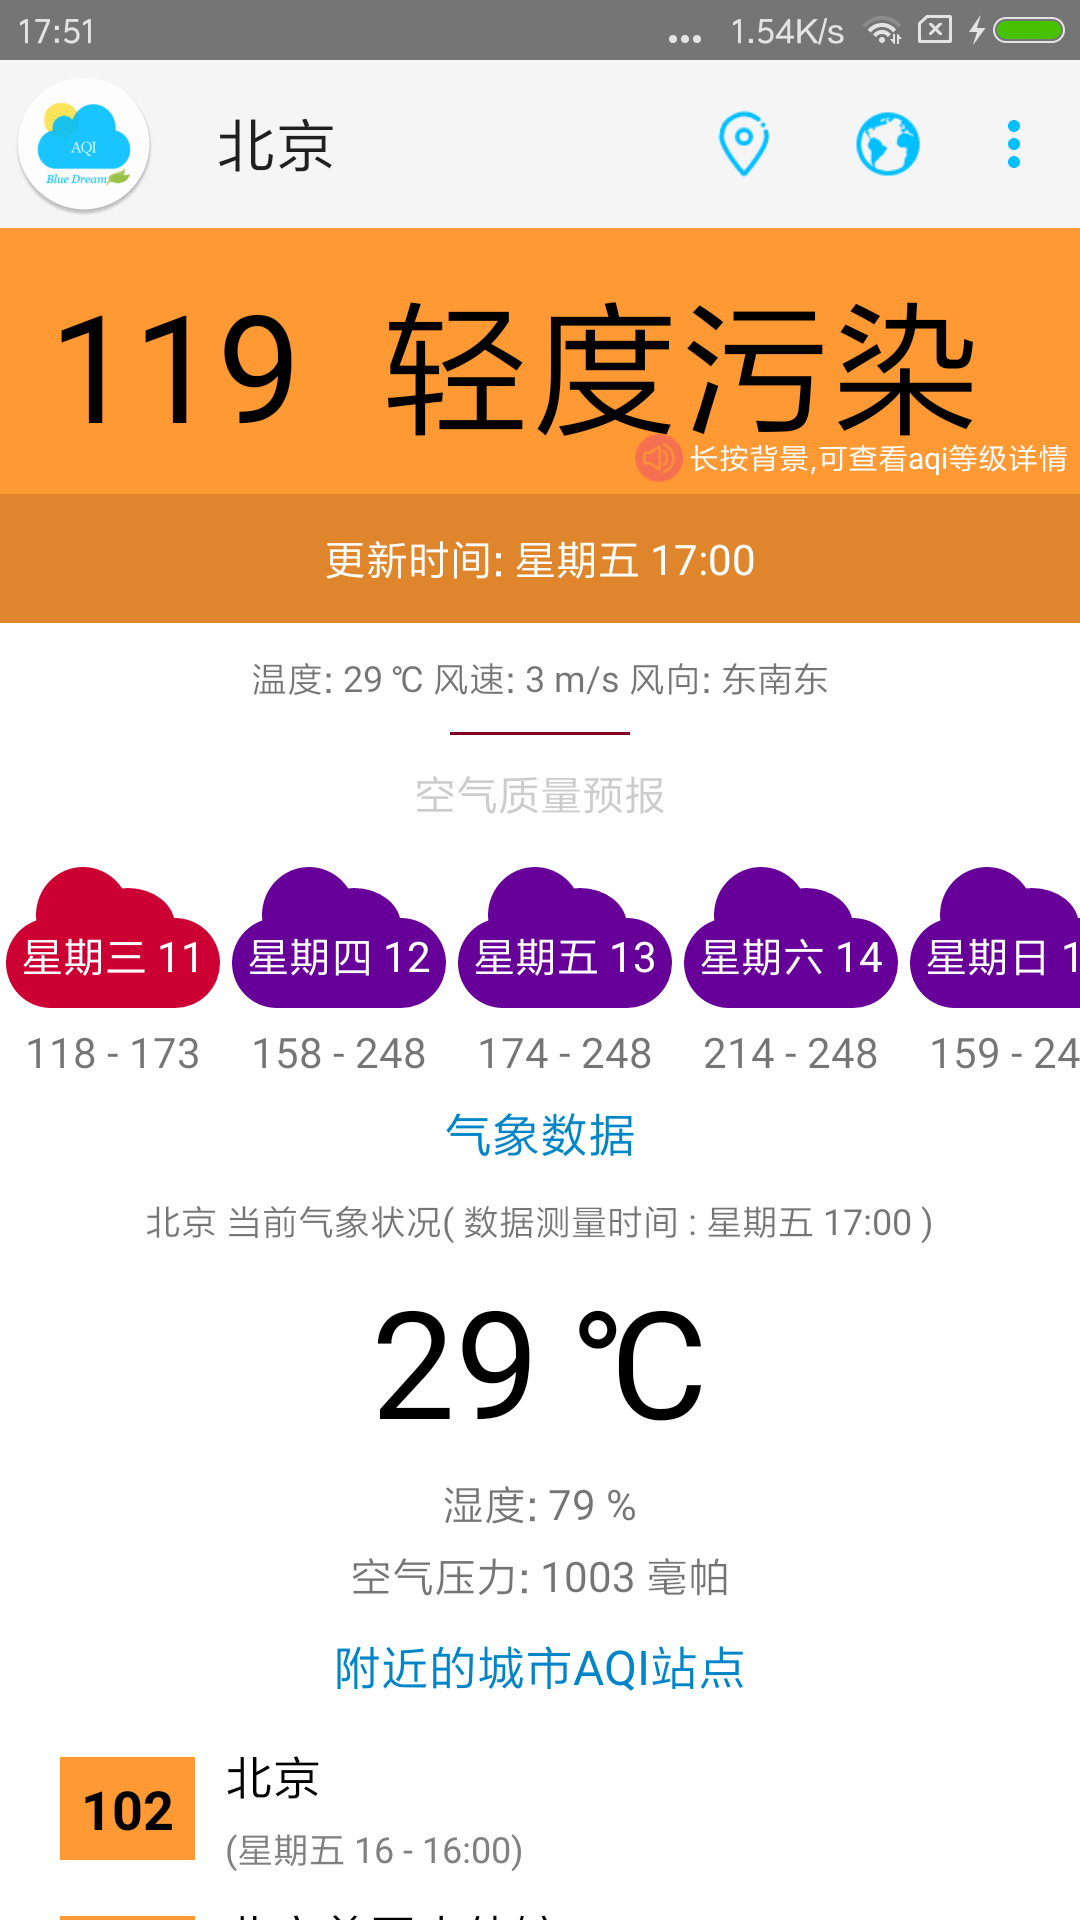 17:51
... 1.54K/s
AQI
Blue Dream
北京
119 轻度污染
长按背景,可查看aqi等级详情
更新时间: 星期五 17:00
温度: 29 ℃ 风速: 3 m/s 风向: 东南东
空气质量预报
星期三 11 星期四 12 星期五 13 星期六 14 星期日 1
118 - 173 158 - 248 174 - 248 214 - 248 159 - 24
气象数据
北京 当前气象状况( 数据测量时间 : 星期五 17:00 )
29 ℃
湿度: 79 %
空气压力: 1003 毫帕
附近的城市AQI站点
102
北京
(星期五 16 - 16:00)